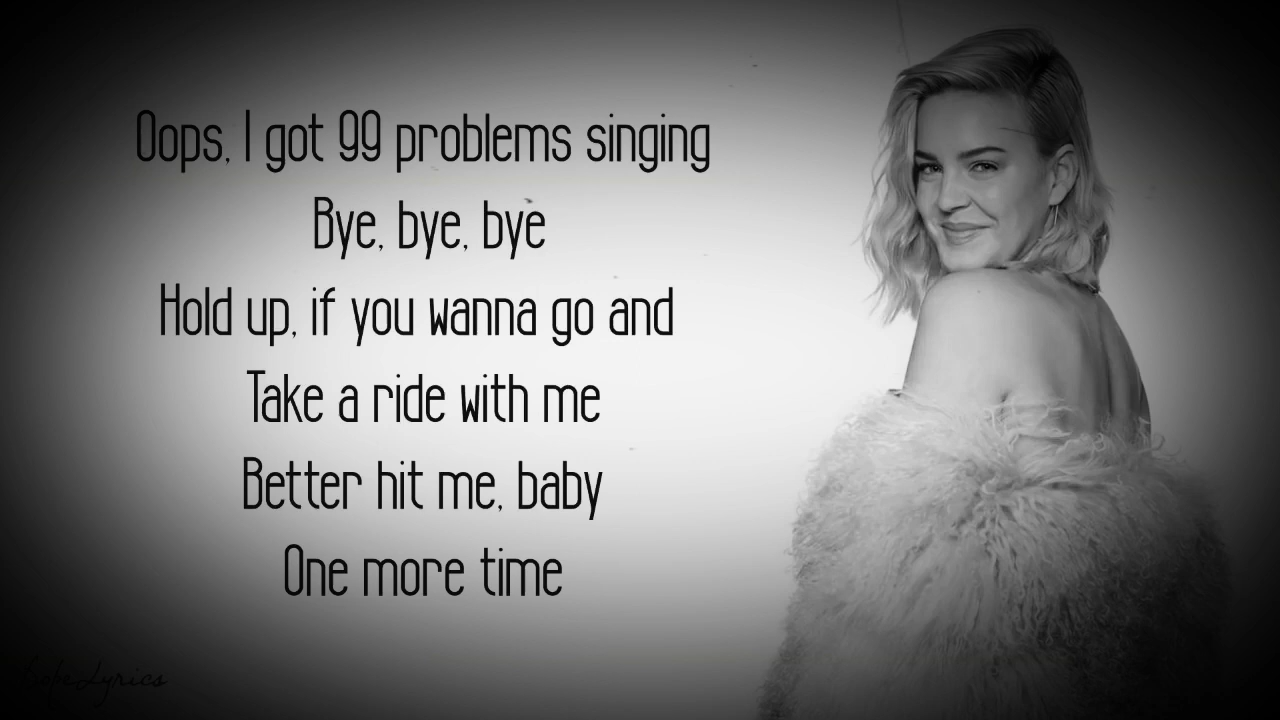 Oops, I got 99 problems singing
Bye, bye, bye
Hold up, if you wanna go and
Take a ride with me
Better hit me, baby
One more time
Lyrics